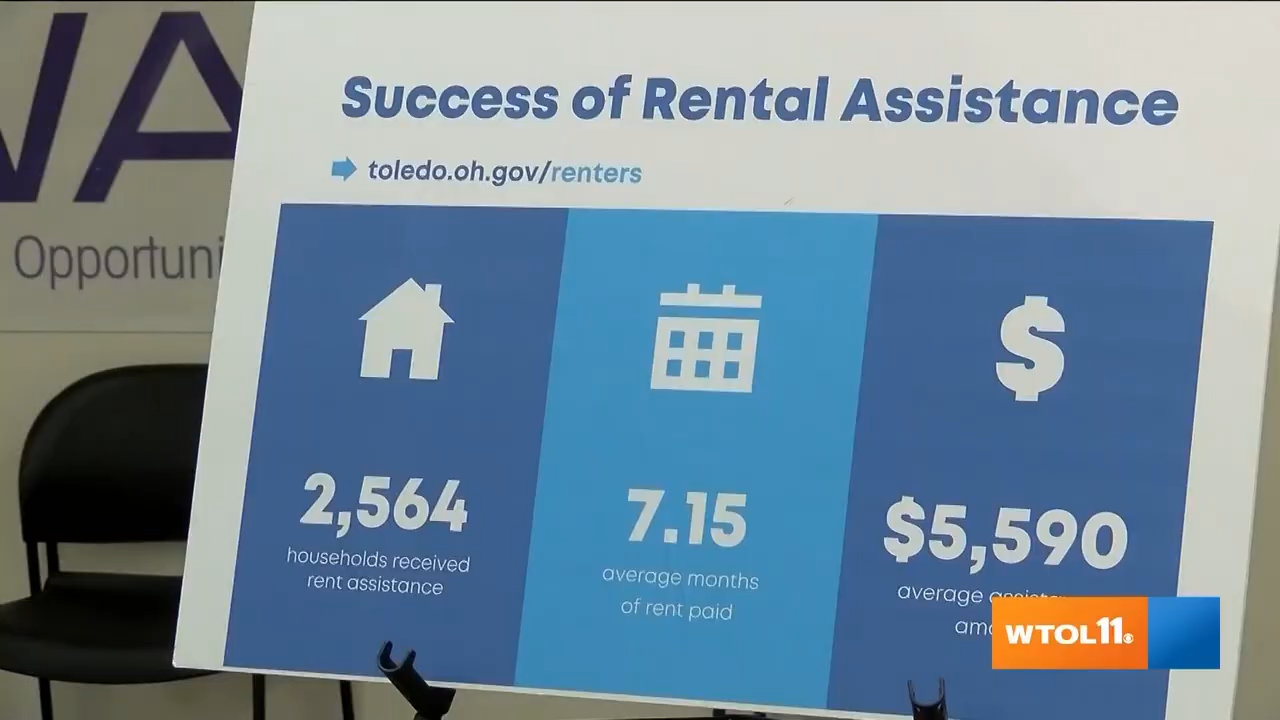 Success of Rental Assistance
toledo.oh.gov/renters
Opportuni
2,564
households received
rent assistance
7.15
average months
of rent paid
$5,590
average
WTOL11